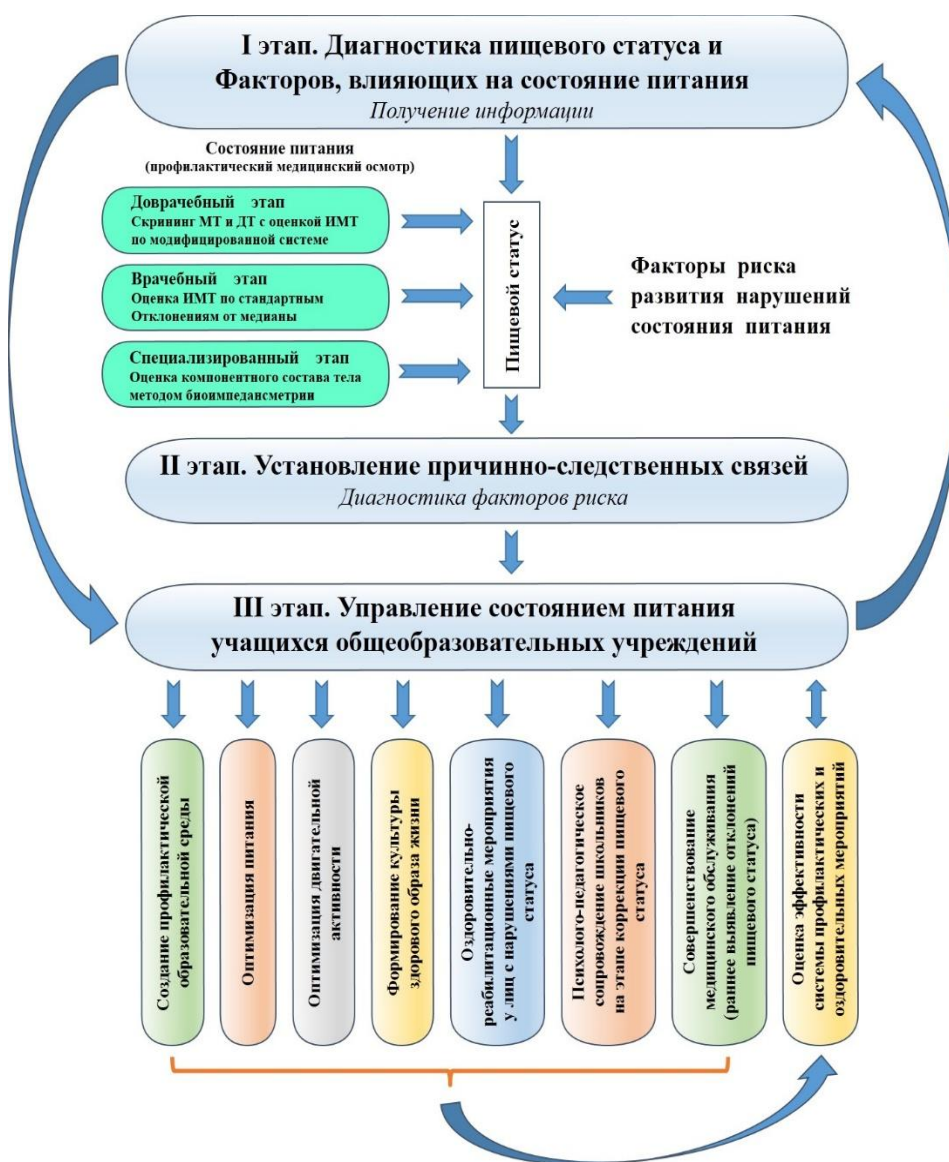 I этап. Диагностика пищевого статуса и
Факторов, влияющих на состояние питания
Получение информации
Состояние питания
(профилактический медицинский осмотр)
Доврачебный этап
Скрининг МТ и ДТ с оценкой ИМТ
по модифицированной системе
Врачебный этап
Оценка ИМТ по стандартным
Отклонениям от медианы
Специализированный этап
Оценка компонентного состава тела
методом биоимпедансметрии
Пищевой статус
Факторы риска
развития нарушений
состояния питания
II этап. Установление причинно-следственных связей
Диагностика факторов риска
III этап. Управление состоянием питания
учащихся общеобразовательных учреждений
Создание профилактической
образовательной среды
Оптимизация питания
Оптимизация двигательной
активности
Формирование культуры
здорового образа жизни
Оздоровительно-
реабилитационные мероприятия
у лиц с нарушениями пищевого
статуса
Психолого-педагогическое
сопровождение школьников
на этапе коррекции пищевого
статуса
Совершенствование
медицинского обслуживания
(раннее выявление отклонений
пищевого статуса)
Оценка эффективности
системы профилактических и
оздоровительных мероприятий